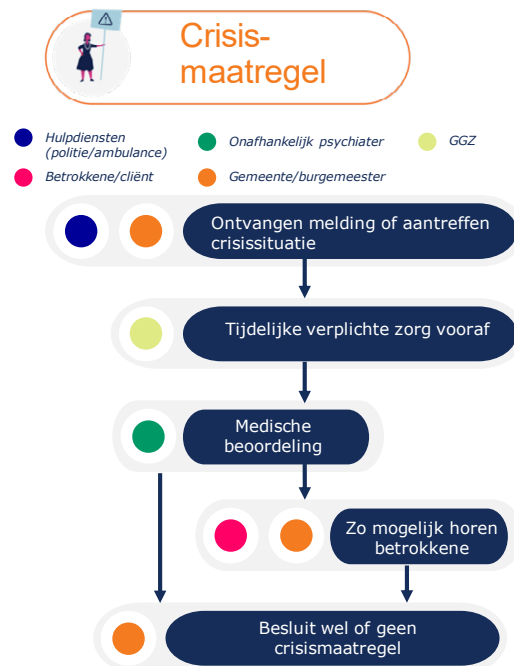 Crisis-
maatregel
Hulpdiensten
(politie/ambulance)
Onafhankelijk psychiater
GGZ
Betrokkene/cliënt
Gemeente/burgemeester
Ontvangen melding of aantreffen
crisissituatie
Tijdelijke verplichte zorg vooraf
Medische
beoordeling
Zo mogelijk horen
betrokkene
Besluit wel of geen
crisismaatregel